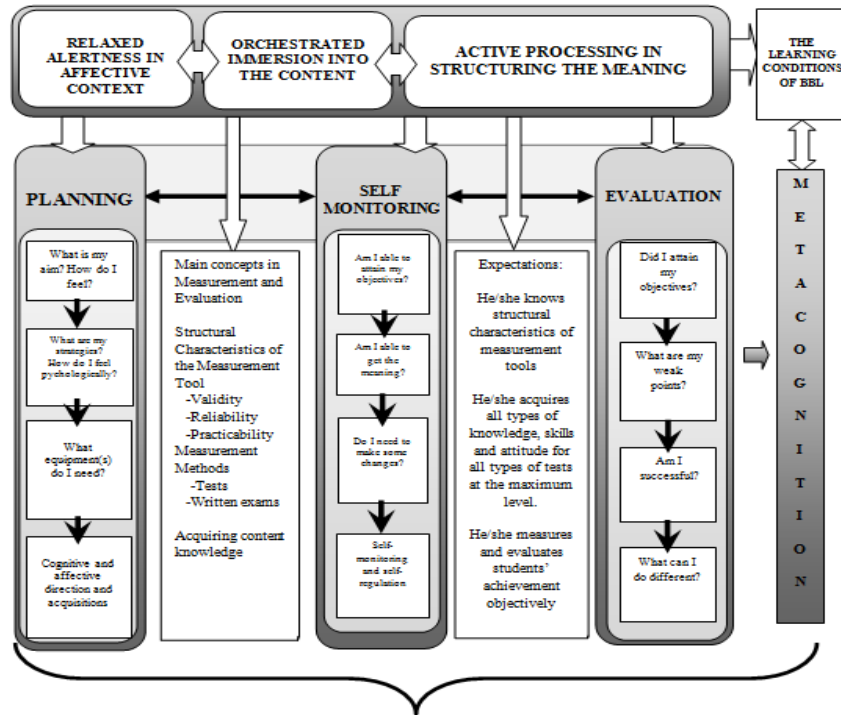 RELAXED
ALERTNESS IN
AFFECTIVE
CONTEXT
ORCHESTRATED
IMMERSION INTO
THE CONTENT
ACTIVE PROCESSING IN
STRUCTURING THE MEANING
THE
LEARNING
CONDITIONS
OF BBL
PLANNING
What is my
aim? How do I
feel?
What are my
strategies?
How do I feel
pychologically?
What
equipment(s)
do I need?
Cognitive and
affective
direction and
acquisitions
Main concepts in
Measurement and
Evaluation
Structural
Characteristics of
the Measurement
Tool
-Validity
-Reliability
-Practicability
Measurement
Methods
-Tests
-Written exams
Acquiring content
knowledge
SELF
MONITORING
Am I able to
attain my
objectives?
Am I able to
get the
meaning?
Do I need to
make some
changes?
Self-
monitoring
and self-
regulation
Expectations:
He/she knows
structural
characteristics of
measurement
tools
He/she acquires
all types of
knowledge, skills
and attitude for
all types of tests
at the maximum
level.
He/she measures
and evaluates
students'
achievement
objectively
EVALUATION
Did I attain
my
objectives?
What are my
weak
points?
Am I
successful?
What can I
do different?
M
E
T
A
C
O
G
N
I
T
I
O
N